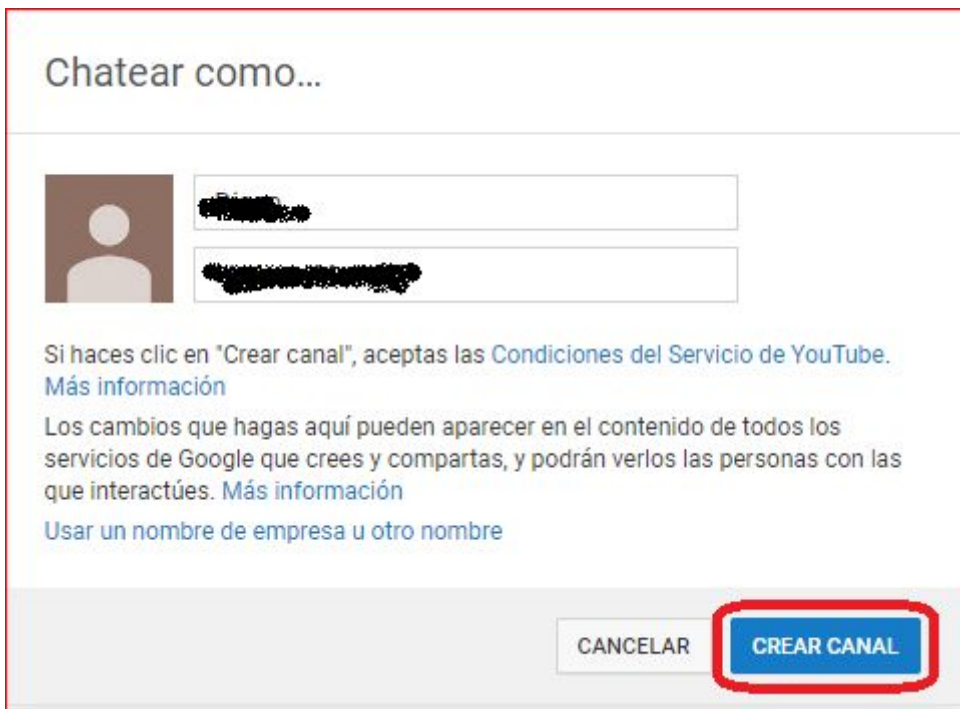 Chatear como...
Si haces clic en "Crear canal", aceptas las Condiciones del Servicio de YouTube.
Más información
Los cambios que hagas aquí pueden aparecer en el contenido de todos los
servicios de Google que crees y compartas, y podrán verlos las personas con las
que interactúes. Más información
Usar un nombre de empresa u otro nombre
CANCELAR
CREAR CANAL